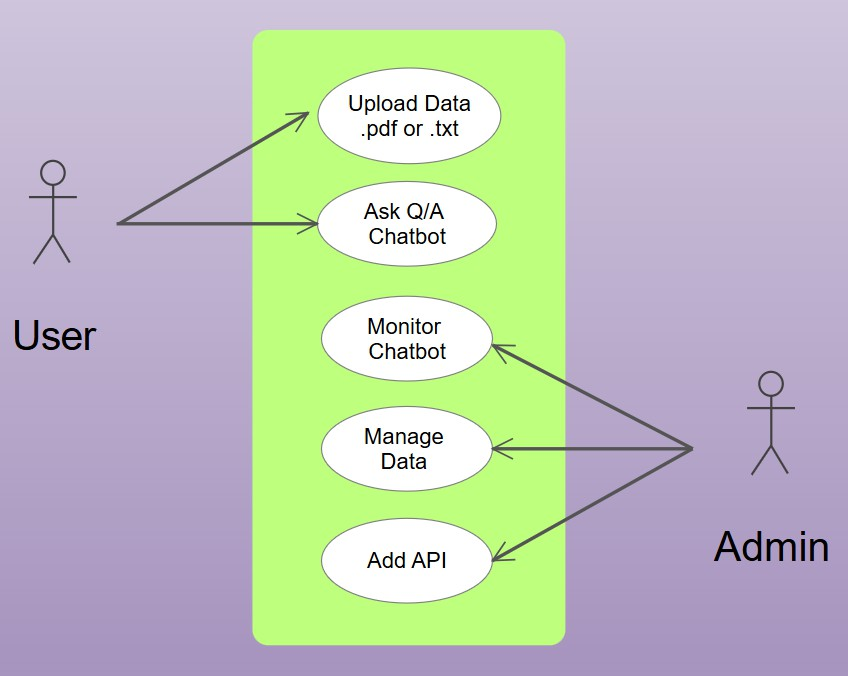 Upload Data
.pdf or .txt
Ask Q/A
Chatbot
User
Monitor
Chatbot
Manage
Data
Add API
Admin